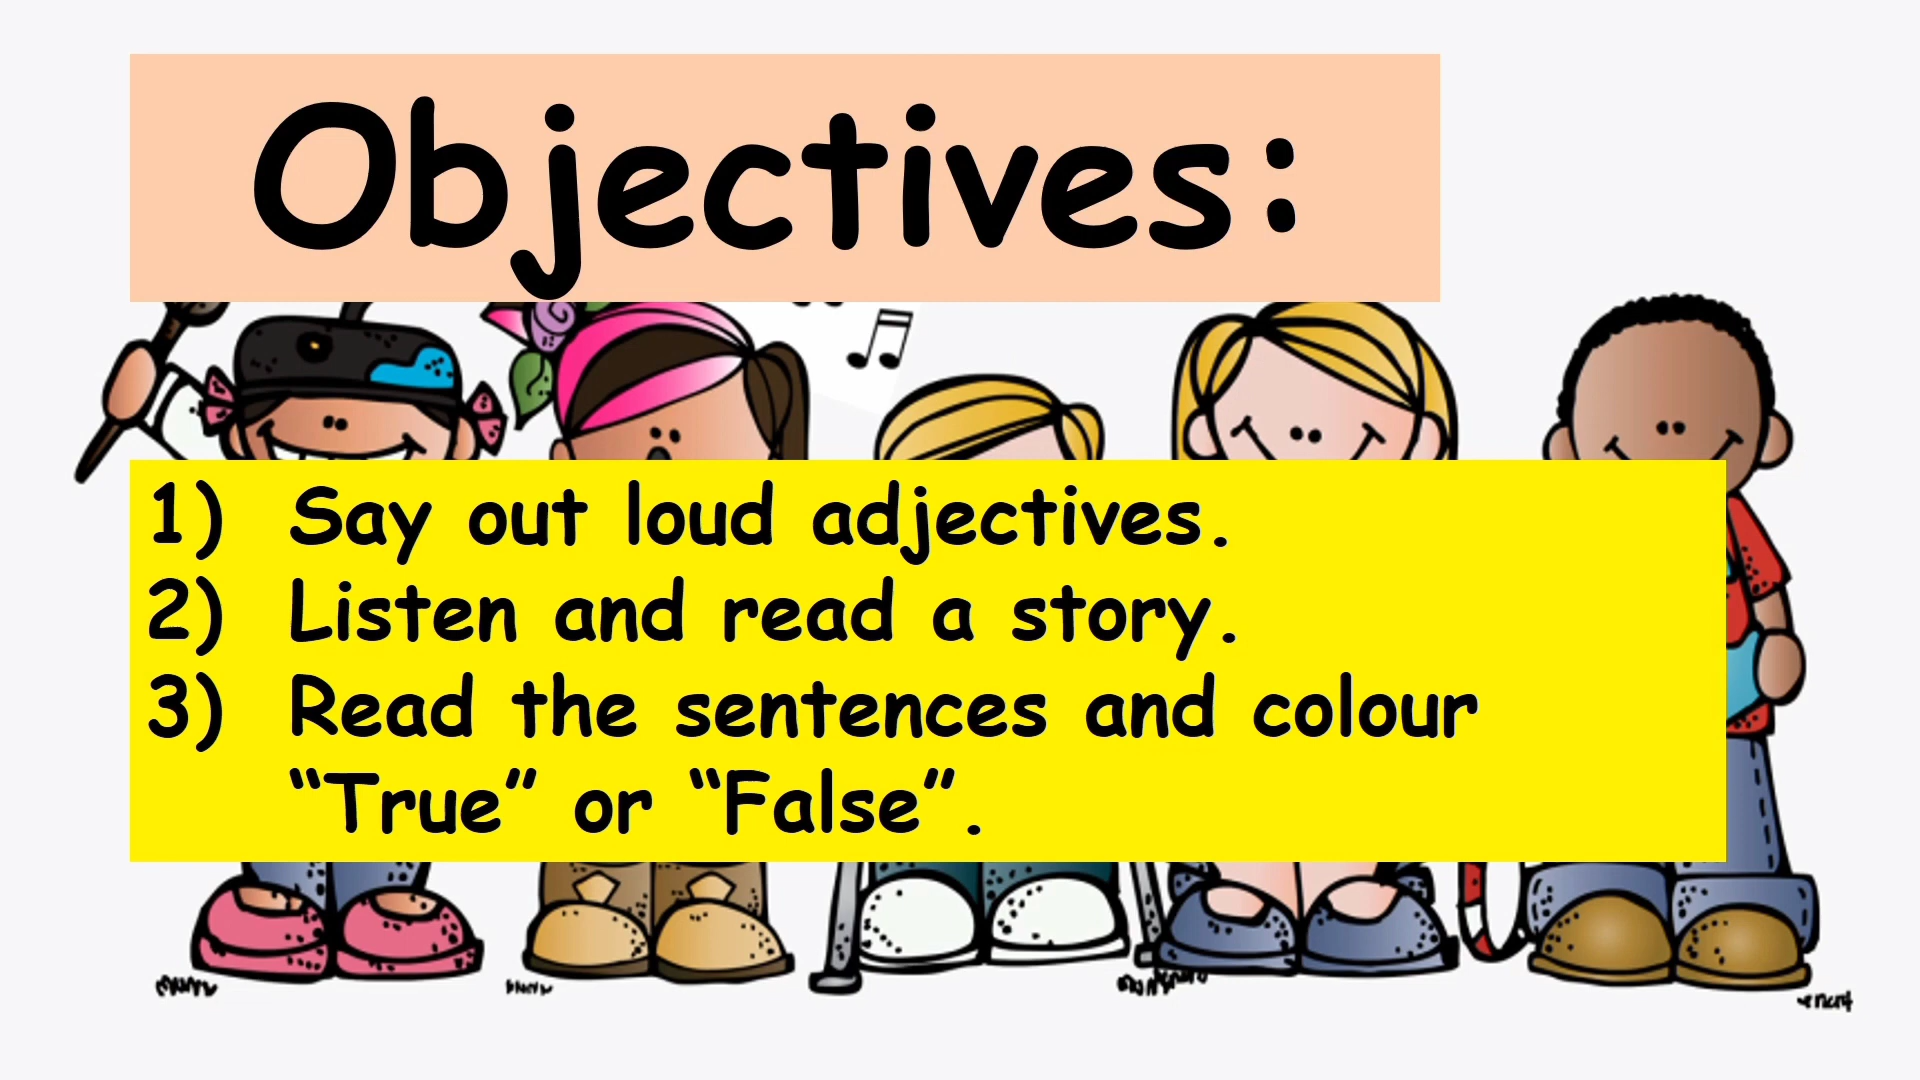 Objectives:
1) Say out loud adjectives.
2) Listen and read a story.
3) Read the sentences and colour
“True” or “False”.